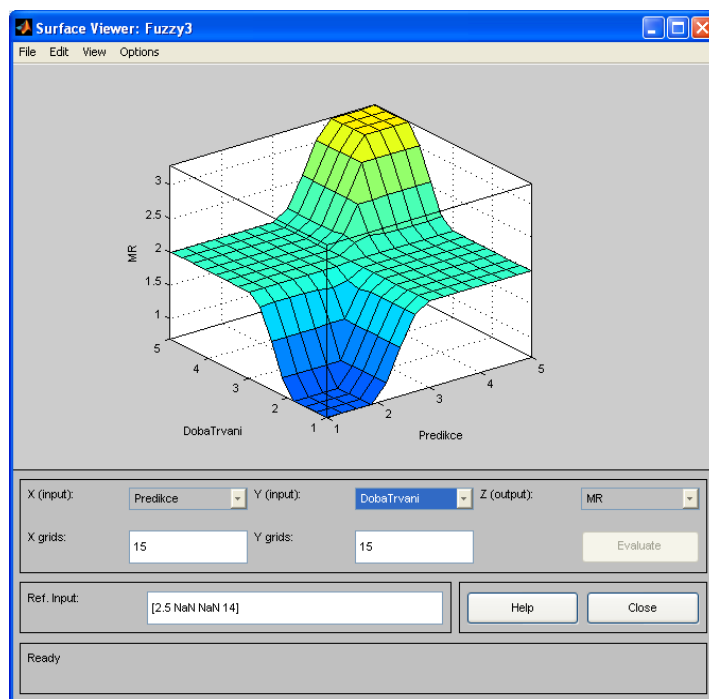 Surface Viewer: Fuzzy3
File Edit View Options
3
2.5
2
1.5
1
MR
5
4
3
2
1
DobaTrvani
1
2
3
4
5
Predikce
X (input): Predikce Y (input): DobaTrvani Z (output): MR
X grids: 15 Y grids: 15 Evaluate
Ref. Input: [2.5 NaN NaN 14] Help Close
Ready